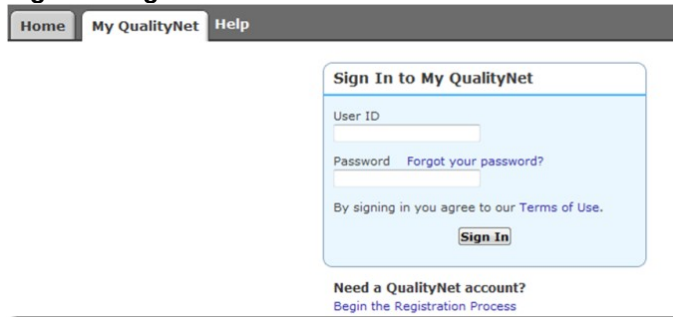 Home My QualityNet Help
Sign In to My QualityNet
User ID
Password Forgot your password?
By signing in you agree to our Terms of Use.
Sign In
Need a QualityNet account?
Begin the Registration Process